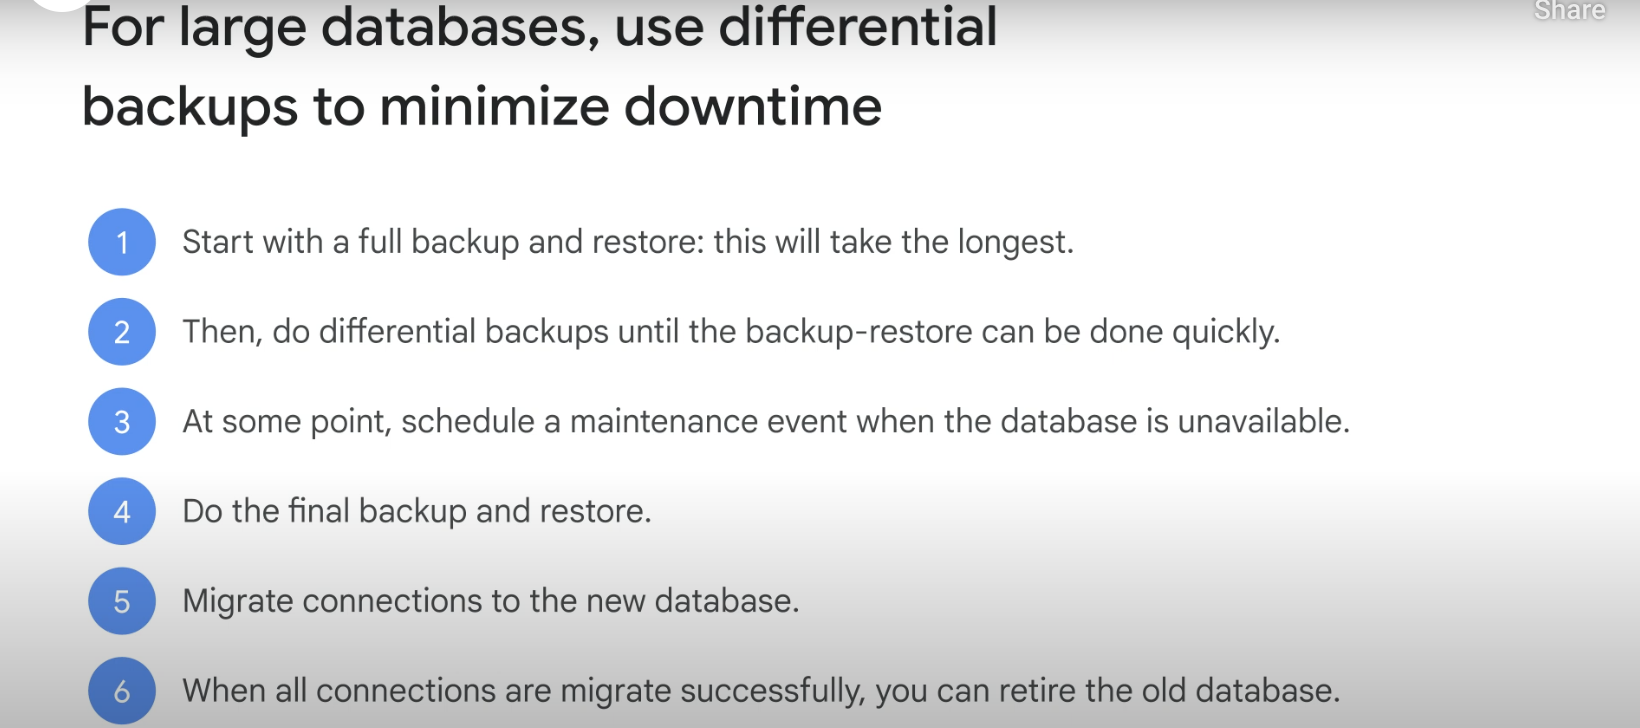 Share
For large databases, use differential
backups to minimize downtime
1 Start with a full backup and restore: this will take the longest.
2 Then, do differential backups until the backup-restore can be done quickly.
3 At some point, schedule a maintenance event when the database is unavailable.
4 Do the final backup and restore.
5 Migrate connections to the new database.
6 When all connections are migrate successfully, you can retire the old database.